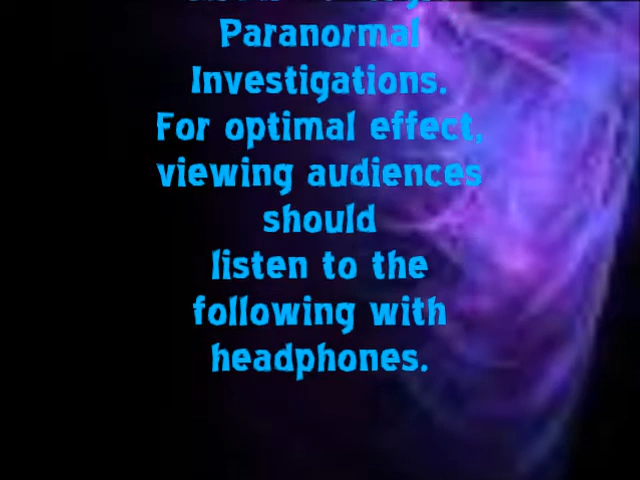 Paranormal
Investigations.
For optimal effect,
viewing audiences
should
listen to the
following with
headphones.